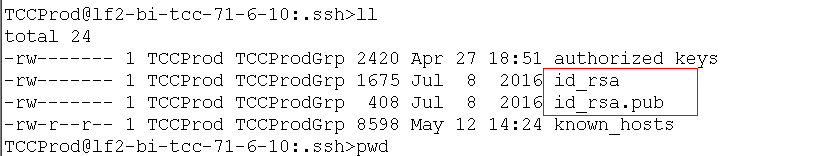 TCCProd@lf2-bi-tcc-71-6-10:.ssh>ll
total 24
-rw------- 1 TCCProd TCCProdGrp 2420 Apr 27 18:51 authorized_keys
-rw------- 1 TCCProd TCCProdGrp 1675 Jul  8  2016 id_rsa
-rw------- 1 TCCProd TCCProdGrp  408 Jul  8  2016 id_rsa.pub
-rw-r--r-- 1 TCCProd TCCProdGrp 8598 May 12 14:24 known_hosts
TCCProd@lf2-bi-tcc-71-6-10:.ssh>pwd